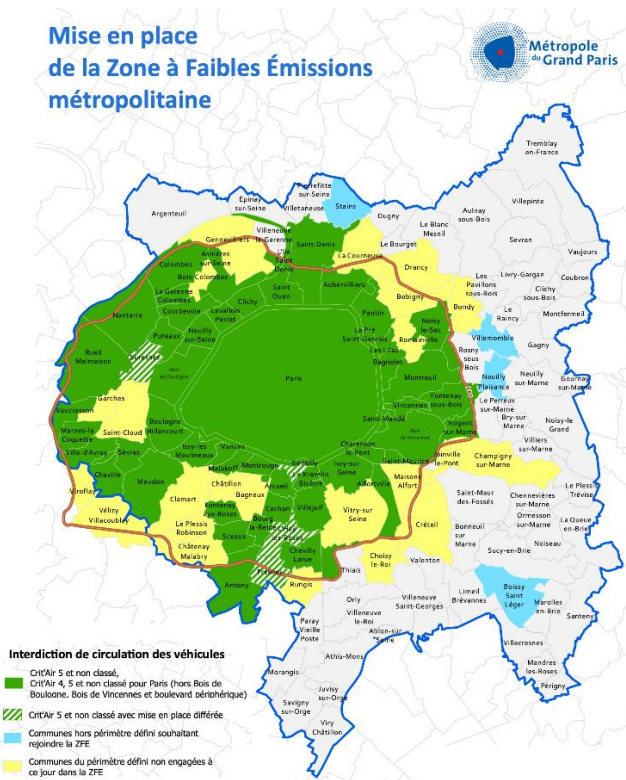 Mise en place
de la Zone à Faibles Émissions
métropolitaine
Métropole
du Grand Paris
Tremblay
en-France
Pierrefitte
sur-Seine
Epinay
sur-Seine
Villetaneuse
Stains
Argenteuil
Dugny
Aulnay
sous-Bois
Villepinte
Le Blanc
Mesnil
Villeneuve
la-Garenne
Gennevilliers
L'Ile
Saint
Denis
Saint-Denis
Le Bourget
Sevran
Vaujours
La Courneuve
Asnières
sur-Seine
Colombes
Bois Colombes
Drancy
Livry-Gargan
Coubron
Les
Pavillons
sous-Bois
Clichy
sous-Bois
La Garenne
Colombes
Saint
Ouen
Aubervilliers
Bobigny
Bondy
Montfermeil
Clichy
Courbevoie
Levallois
Perret
Nanterre
Pantin
Noisy
le-Sec
Le
Raincy
Puteaux
Neuilly
sur-Seine
Le Pré
Saint-Gervais
Romainville
Villemomble
Gagny
Rueil
Malmaison
Suresnes
Les Lilas
Bagnolet
Rosny
sous
Bois
Bois
de Boulogne
Paris
Montreuil
Neuilly
Plaisance
Neuilly
sur-Marne
Gournay
sur-Marne
Garches
Vincennes
Fontenay
sous-Bois
Le Perreux
sur-Marne
Vaucresson
Saint-Mandé
Bry-sur
Marne
Noisy-le
Grand
Marnes-la
Coquette
Saint-Cloud
Boulogne
Billancourt
Nogent
sur-Marne
Bois
de Vincennes
Villiers
sur-Marne
Ville-d'Avray
Sèvres
Issy-les
Moulineaux
Vanves
Charenton
le-Pont
Saint-Maurice
Joinville
le-Pont
Champigny
sur-Marne
Malakoff
Montrouge
Gentilly
Le Kremlin
Bicêtre
Ivry-sur
Seine
Chaville
Meudon
Châtillon
Arcueil
Alfortville
Maisons
Alfort
Viroflay
Clamart
Bagneux
Saint-Maur
des-Fossés
Chennevières
sur-Marne
Le Plessis
Trévise
Fontenay
aux-Roses
Cachan
Villejuif
Vitry-sur
Seine
Vélizy
Villacoublay
Le Plessis
Robinson
Bourg
la-Reine
L'Haÿ
les-Roses
Créteil
Ormesson
sur-Marne
La Queue
en-Brie
Sceaux
Bonneuil
sur
Marne
Noiseau
Châtenay
Malabry
Chevilly
Larue
Choisy
le-Roi
Sucy-en-Brie
Thiais
Valenton
Fresnes
Antony
Rungis
Boissy
Saint
Léger
Limeil
Brévannes
Orly
Villeneuve
Saint-Georges
Marolles
en-Brie
Santeny
Villeneuve
le-Roi
Paray
Vieille
Poste
Ablon-sur
Seine
Villecresnes
Athis-Mons
Mandres
les-Roses
Périgny
Morangis
Juvisy
sur-Orge
Savigny
sur-Orge
Viry
Châtillon
Interdiction de circulation des véhicules
Crit'Air 5 et non classé,
Crit'Air 4, 5 et non classé pour Paris (hors Bois de
Boulogne, Bois de Vincennes et boulevard périphérique)
Crit'Air 5 et non classé avec mise en place différée
Communes hors périmètre défini souhaitant
rejoindre la ZFE
Communes du périmètre défini non engagées à
ce jour dans la ZFE